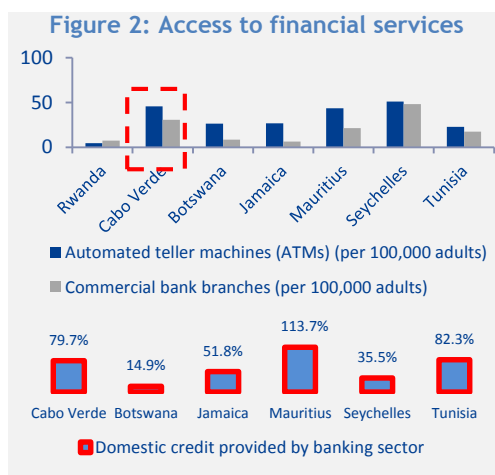 Figure 2: Access to financial services
100
50
0
Rwanda
Cabo Verde
Botswana
Jamaica
Mauritius
Seychelles
Tunisia
Automated teller machines (ATMs) (per 100,000 adults)
Commercial bank branches (per 100,000 adults)
79.7%
14.9%
51.8%
113.7%
35.5%
82.3%
Cabo Verde Botswana Jamaica Mauritius Seychelles Tunisia
Domestic credit provided by banking sector